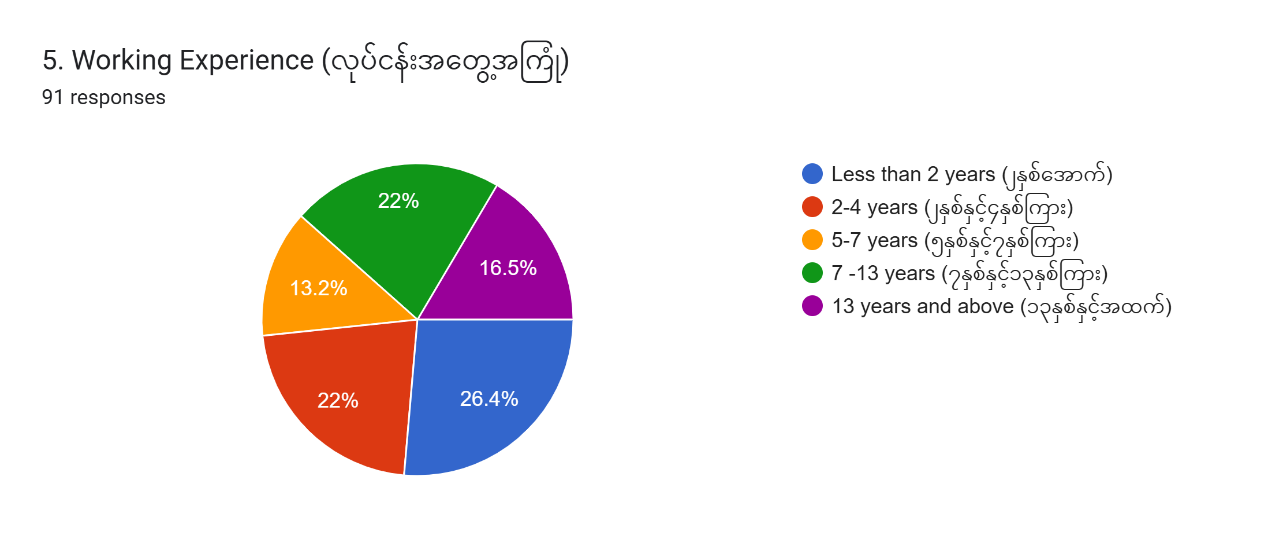 5. Working Experience (လုပ်ငန်းအတွေ့အကြုံ)
91 responses
22%
16.5%
13.2%
22%
26.4%
Less than 2 years (၂နှစ်အောက်)
2-4 years (၂နှစ်နှင့်၄နှစ်ကြား)
5-7 years (၅နှစ်နှင့်၇နှစ်ကြား)
7 -13 years (၇နှစ်နှင့်၁၃နှစ်ကြား)
13 years and above (၁၃နှစ်နှင့်အထက်)